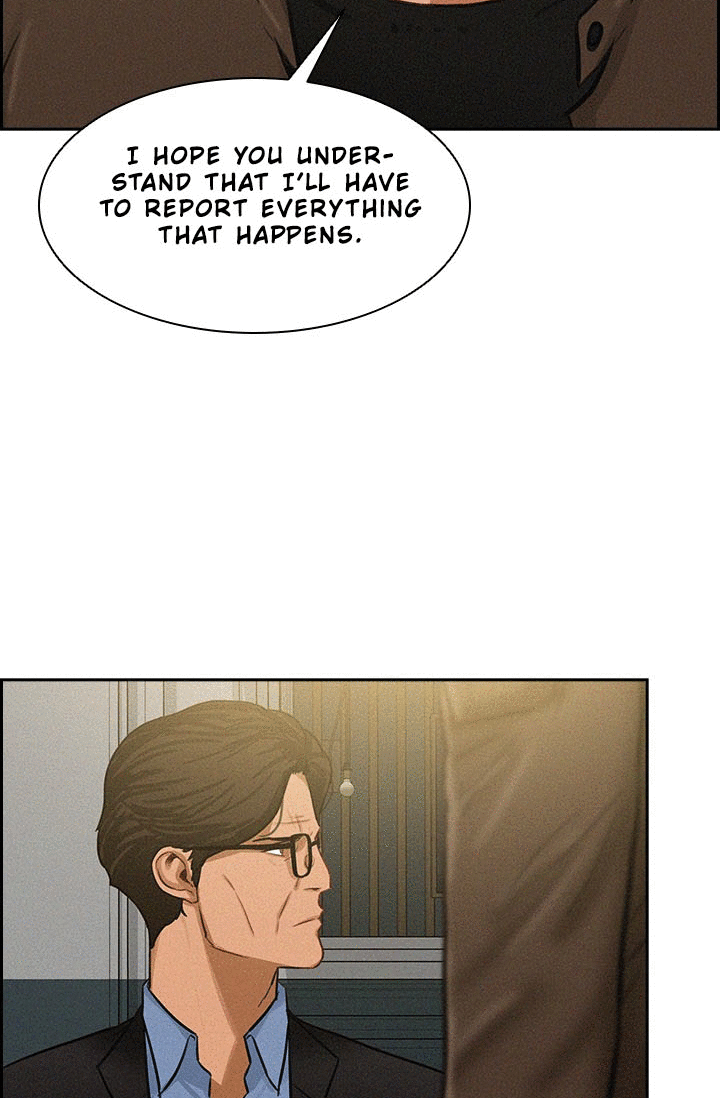 I HOPE YOU UNDER-
STAND THAT I'LL HAVE
TO REPORT EVERYTHING
THAT HAPPENS.